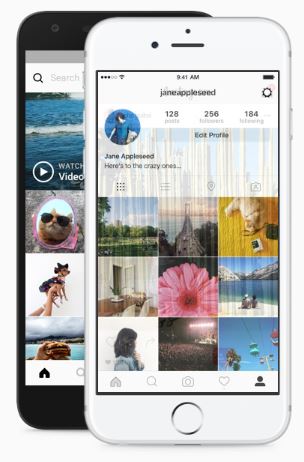 Search
WATCH
Video
9:41 AM
janeappleseed
128
posts
256
followers
184
following
Edit Profile
Jane Appleseed
Here's to the crazy ones...